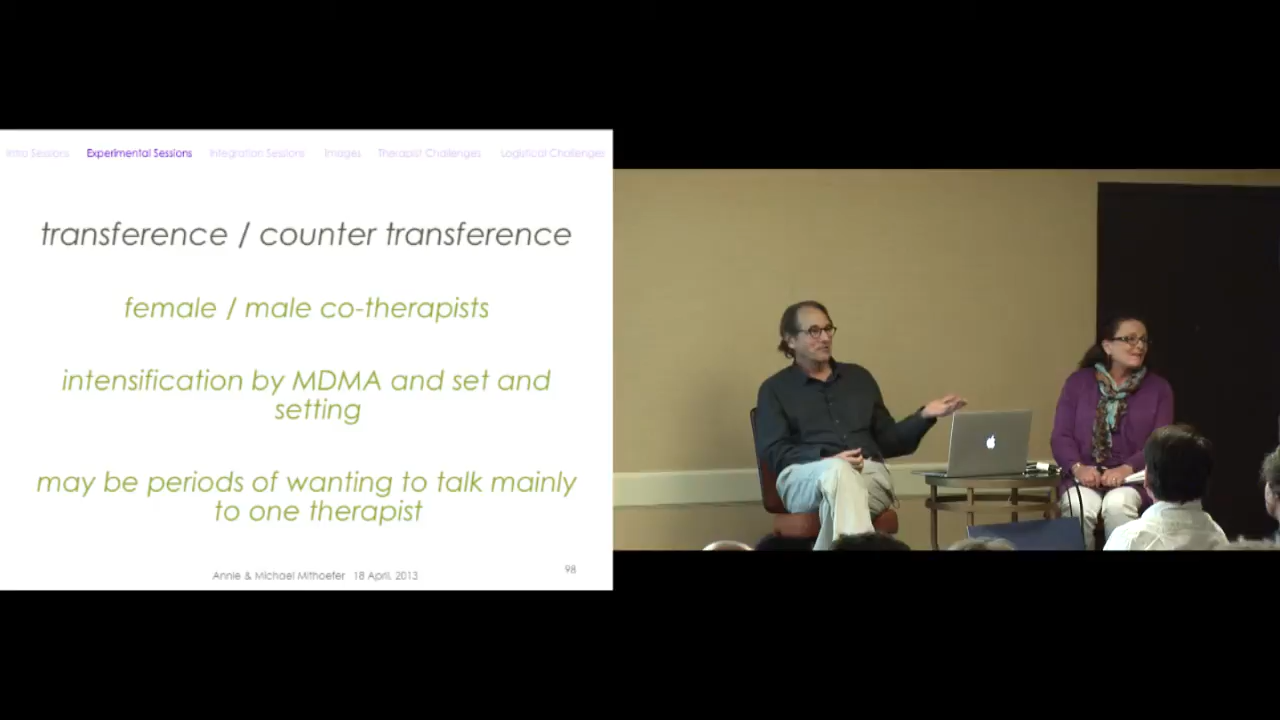 Intro Sessions Experimental Sessions Integration Sessions Images Therapist Challenges Logistical Challenges
transference / counter transference
female / male co-therapists
intensification by MDMA and set and
setting
may be periods of wanting to talk mainly
to one therapist
Annie & Michael Mithoefer 18 April, 2013
98